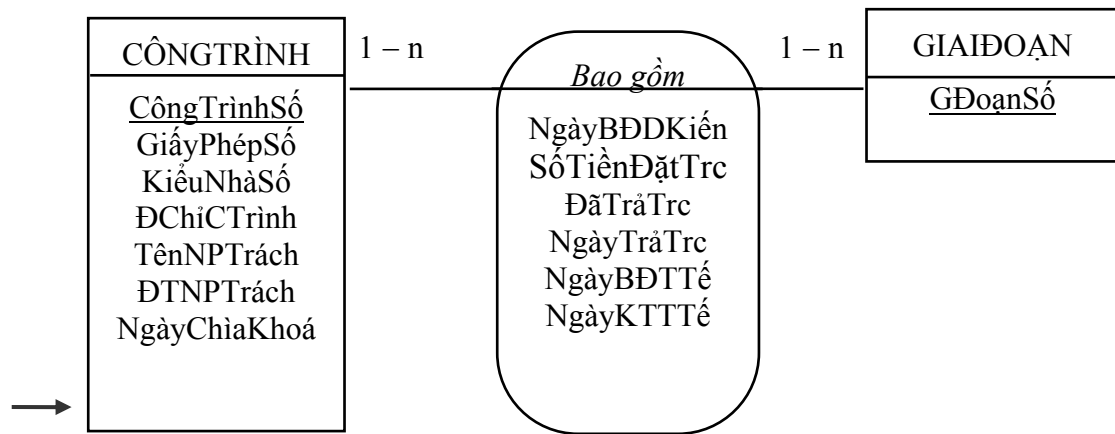 CÔNGTRÌNH
CôngTrìnhSố
GiấyPhépSố
KiểuNhàSố
ĐChỉCTrình
TênNPTrách
ĐTNPTrách
NgàyChìaKhoá
1 – n
Bao gồm
NgàyBĐDKiến
SốTiềnĐặtTrc
ĐãTrảTrc
NgàyTrảTrc
NgàyBĐTTế
NgàyKTTTế
1 – n
GIAIĐOẠN
GĐoạnSố